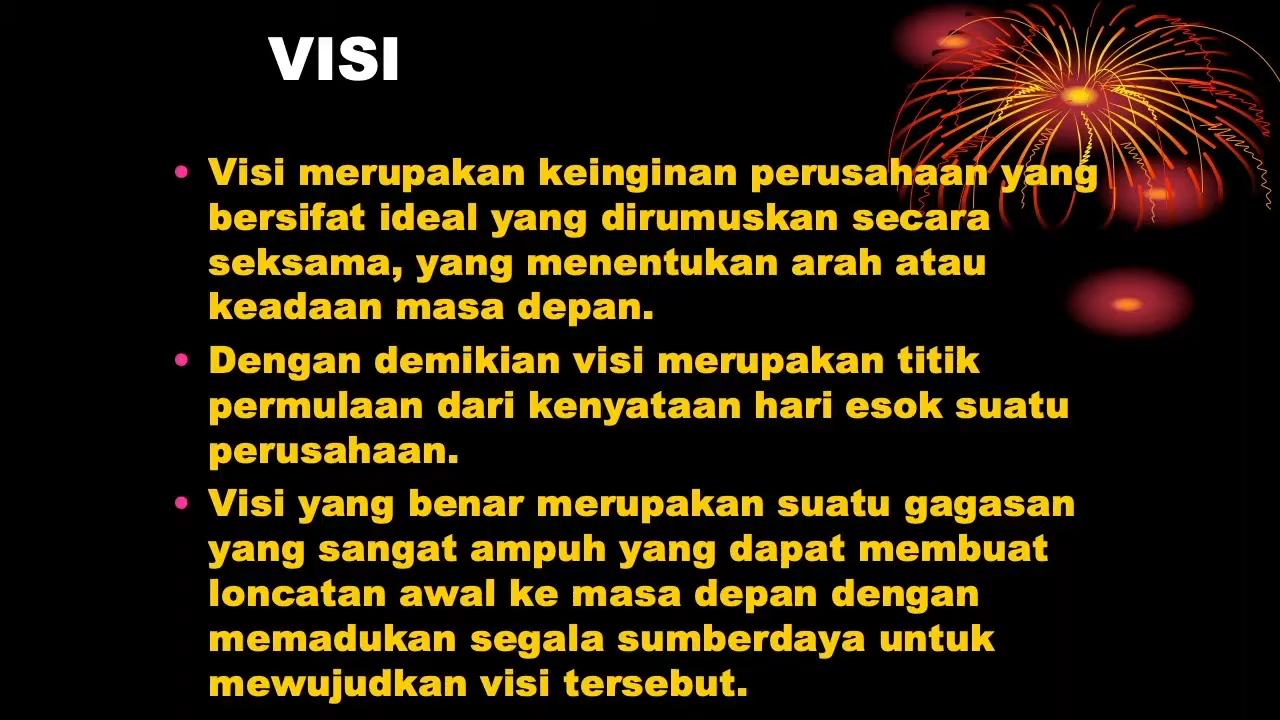 VISI
• Visi merupakan keinginan perusahaan yang
bersifat ideal yang dirumuskan secara
seksama, yang menentukan arah atau
keadaan masa depan.
• Dengan demikian visi merupakan titik
permulaan dari kenyataan hari esok suatu
perusahaan.
• Visi yang benar merupakan suatu gagasan
yang sangat ampuh yang dapat membuat
loncatan awal ke masa depan dengan
memadukan segala sumberdaya untuk
mewujudkan visi tersebut.